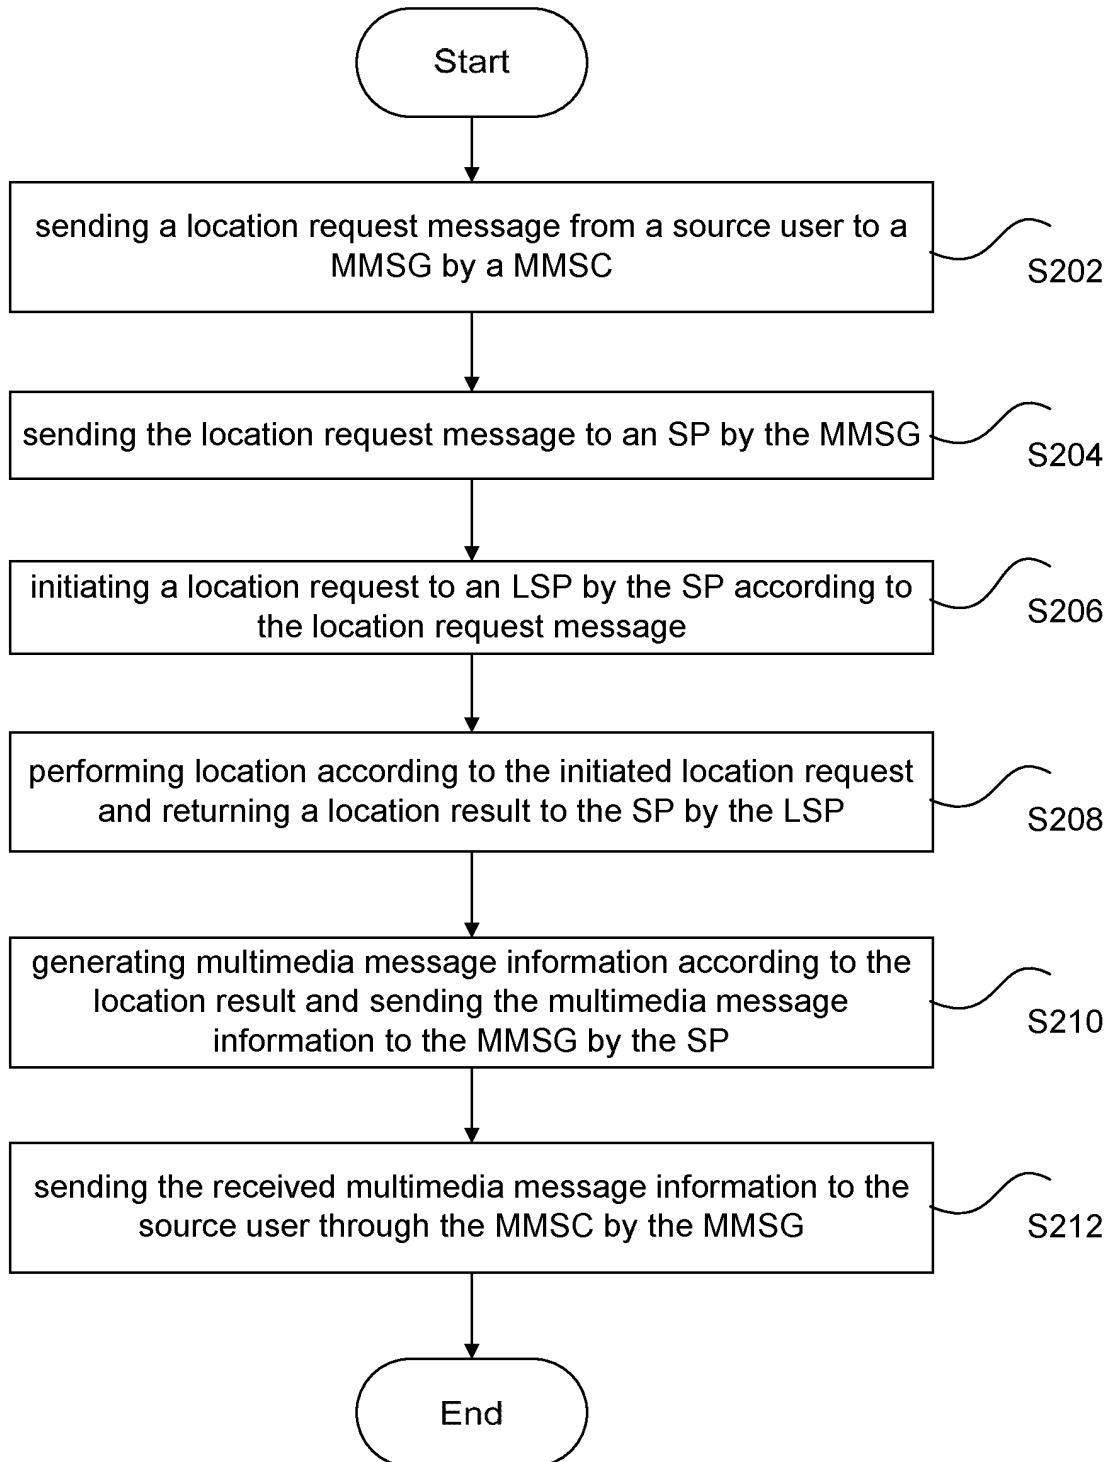 Start
sending a location request message from a source user to a
MMSG by a MMSC
S202
sending the location request message to an SP by the MMSG
S204
initiating a location request to an LSP by the SP according to
the location request message
S206
performing location according to the initiated location request
and returning a location result to the SP by the LSP
S208
generating multimedia message information according to the
location result and sending the multimedia message
information to the MMSG by the SP
S210
sending the received multimedia message information to the
source user through the MMSC by the MMSG
S212
End